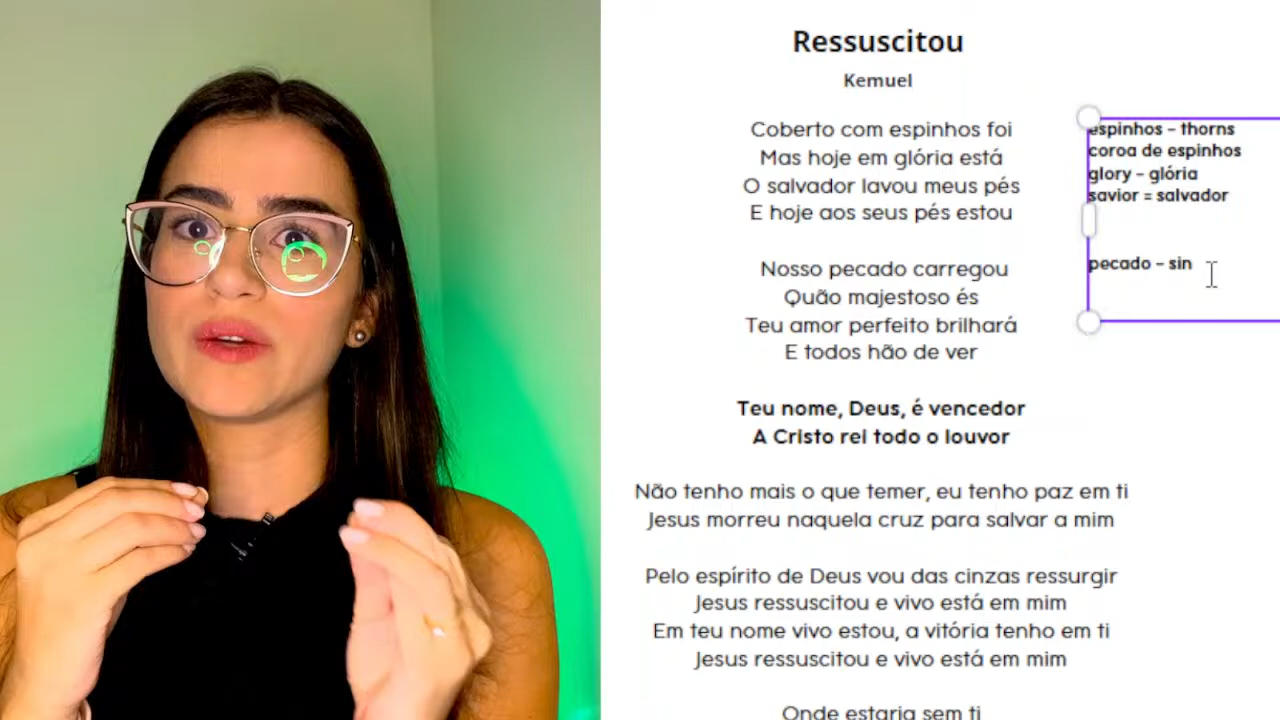 Ressuscitou
Kemuel
Coberto com espinhos foi
Mas hoje em glória está
O salvador lavou meus pés
E hoje aos seus pés estou
Nosso pecado carregou
Quão majestoso és
Teu amor perfeito brilhará
E todos hão de ver
Teu nome, Deus, é vencedor
A Cristo rei todo o louvor
Não tenho mais o que temer, eu tenho paz em ti
Jesus morreu naquela cruz para salvar a mim
Pelo espírito de Deus vou das cinzas ressurgir
Jesus ressuscitou e vivo está em mim
Em teu nome vivo estou, a vitória tenho em ti
Jesus ressuscitou e vivo está em mim
Onde estaria sem ti
espinhos - thorns
coroa de espinhos
glory - glória
savior = salvador
pecado - sin